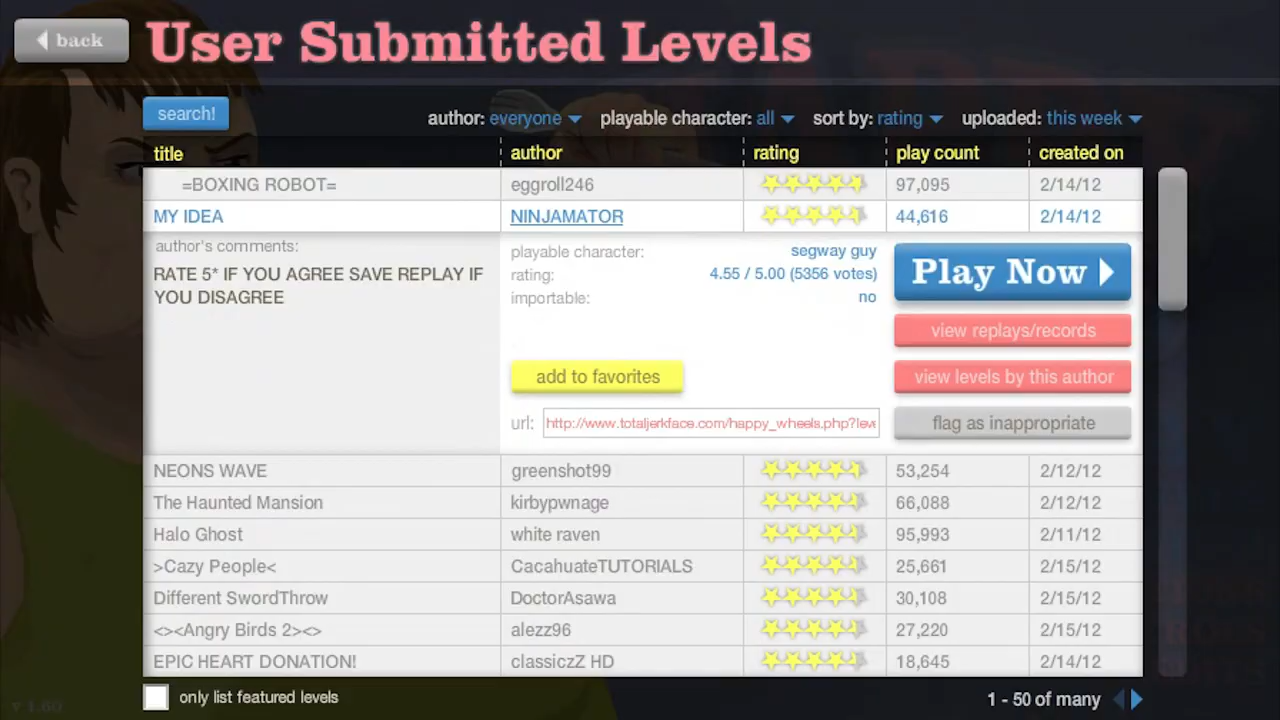 back
User Submitted Levels
search!
author: everyone playable character: all sort by: rating uploaded: this week
title author rating play count created on
=BOXING ROBOT= eggroll246 97,095 2/14/12
MY IDEA NINJAMATOR 44,616 2/14/12
author's comments:
RATE 5* IF YOU AGREE SAVE REPLAY IF
YOU DISAGREE
playable character: segway guy
rating: 4.55 / 5.00 (5356 votes)
importable: no
add to favorites
url: http://www.totaljerkface.com/happy_wheels.php?leve
Play Now
view replays/records
view levels by this author
flag as inappropriate
NEONS WAVE greenshot99 53,254 2/12/12
The Haunted Mansion kirbypwnage 66,088 2/12/12
Halo Ghost white raven 95,993 2/11/12
>Cazy People< CacahuateTUTORIALS 25,661 2/15/12
Different SwordThrow DoctorAsawa 30,108 2/15/12
<><Angry Birds 2><> alezz96 27,220 2/15/12
EPIC HEART DONATION! classiczZ HD 18,645 2/14/12
only list featured levels
1 - 50 of many
v 1.60